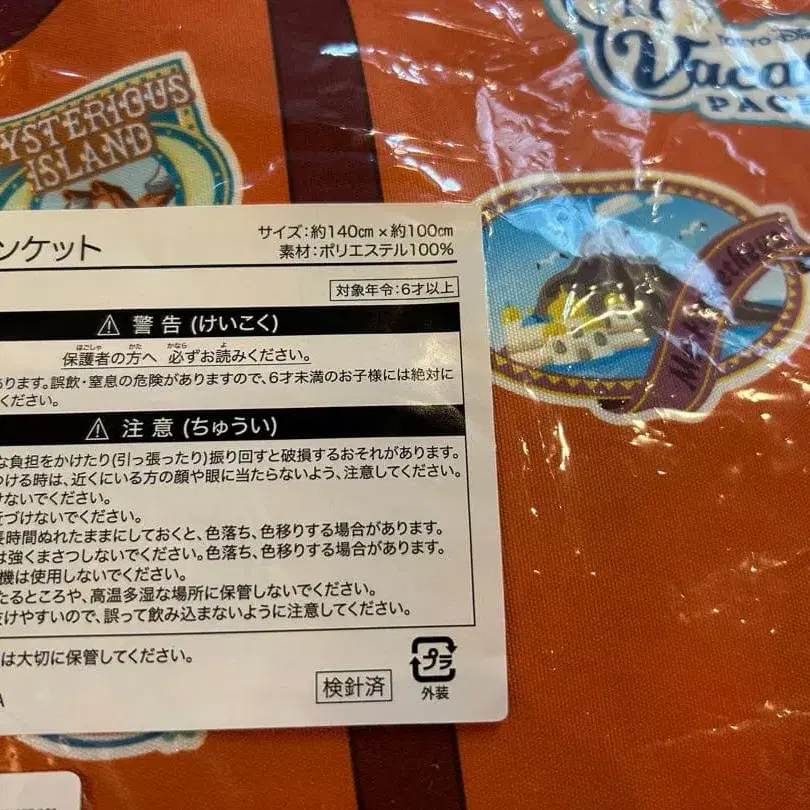 MYSTERIOUS
ISLAND
TOKYO
Vacat
PAC
ンケット
サイズ:約140㎝×約100㎝
素材:ポリエステル100%
対象年令:6才以上
⚠ 警告(けいこく)
保護者の方へ 必ずお読みください。
ります。誤飲・窒息の危険がありますので、6才未満のお子様には絶対に
ください。
⚠ 注意(ちゅうい)
な負担をかけたり(引っ張ったり)振り回すと破損するおそれがあります。
つける時は、近くにいる方の顔や眼に当たらないよう、注意してください。
けないでください。
づけないでください。
長時間ぬれたままにしておくと、色落ち、色移りする場合があります。
は強くまさつしないでください。色落ち、色移りする場合があります。
機は使用しないでください。
たるところや、高温多湿な場所に保管しないでください。
抜けやすいので、誤って飲み込まないように注意してください。
は大切に保管してください。
検針済
プラ
外装